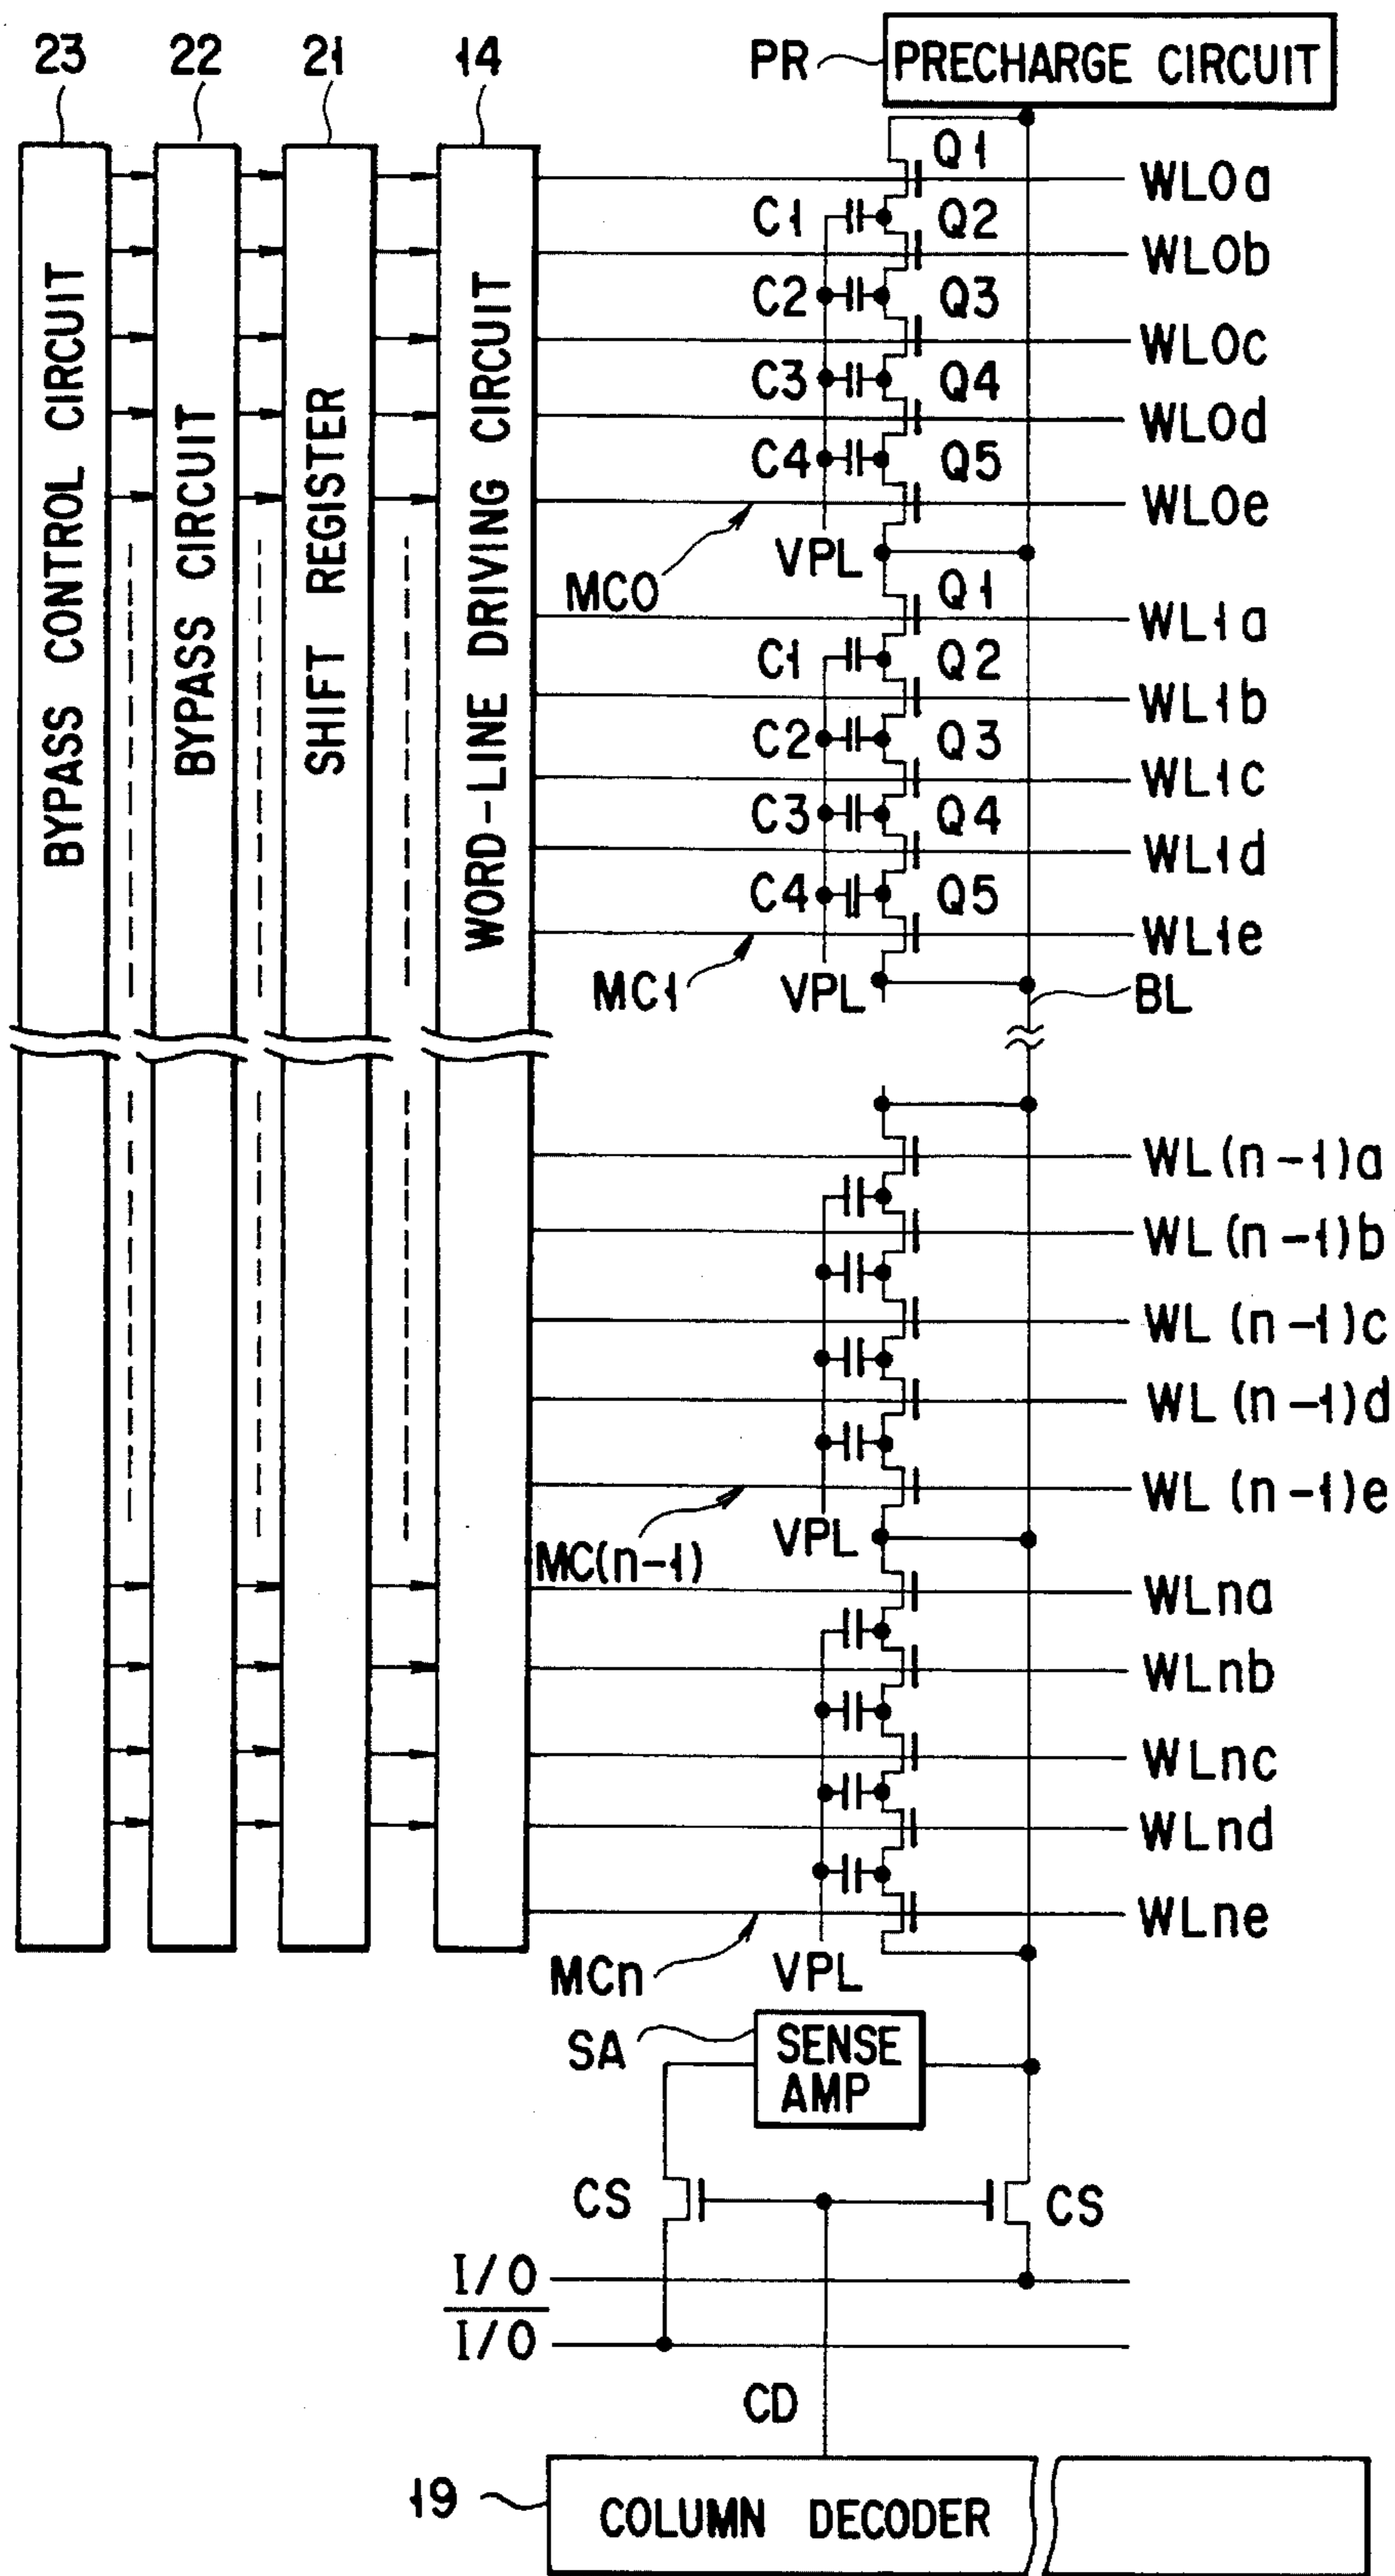 23
22
21
14
PR
PRECHARGE CIRCUIT
BYPASS CONTROL CIRCUIT
BYPASS CIRCUIT
SHIFT REGISTER
WORD-LINE DRIVING CIRCUIT
Q1
WL0a
C1
Q2
WL0b
C2
Q3
WL0c
C3
Q4
WL0d
C4
Q5
WL0e
VPL
MC0
Q1
WL1a
C1
Q2
WL1b
C2
Q3
WL1c
C3
Q4
WL1d
C4
Q5
WL1e
MC1
VPL
BL
WL(n-1)a
WL(n-1)b
WL(n-1)c
WL(n-1)d
WL(n-1)e
VPL
MC(n-1)
WLna
WLnb
WLnc
WLnd
WLne
MCn
VPL
SA
SENSE
AMP
CS
CS
I/O
I/O
CD
19
COLUMN DECODER